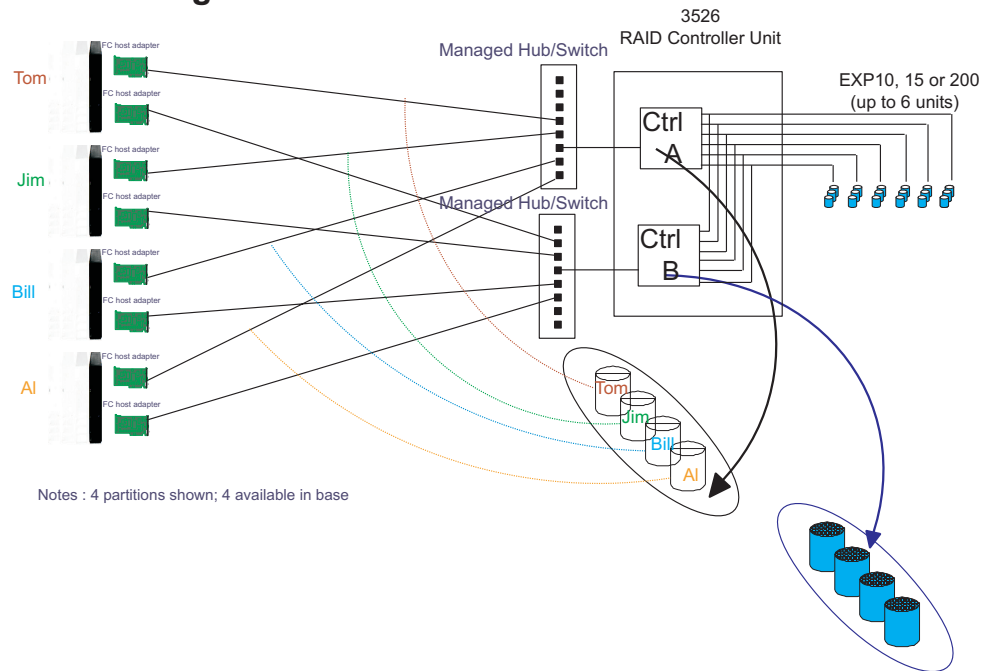 3526
RAID Controller Unit
Managed Hub/Switch
EXP10, 15 or 200
(up to 6 units)
FC host adapter
Tom
FC host adapter
Ctrl
A
FC host adapter
Jim
FC host adapter
Managed Hub/Switch
Ctrl
B
FC host adapter
Bill
FC host adapter
FC host adapter
Al
FC host adapter
Tom
Jim
Bill
Al
Notes : 4 partitions shown; 4 available in base